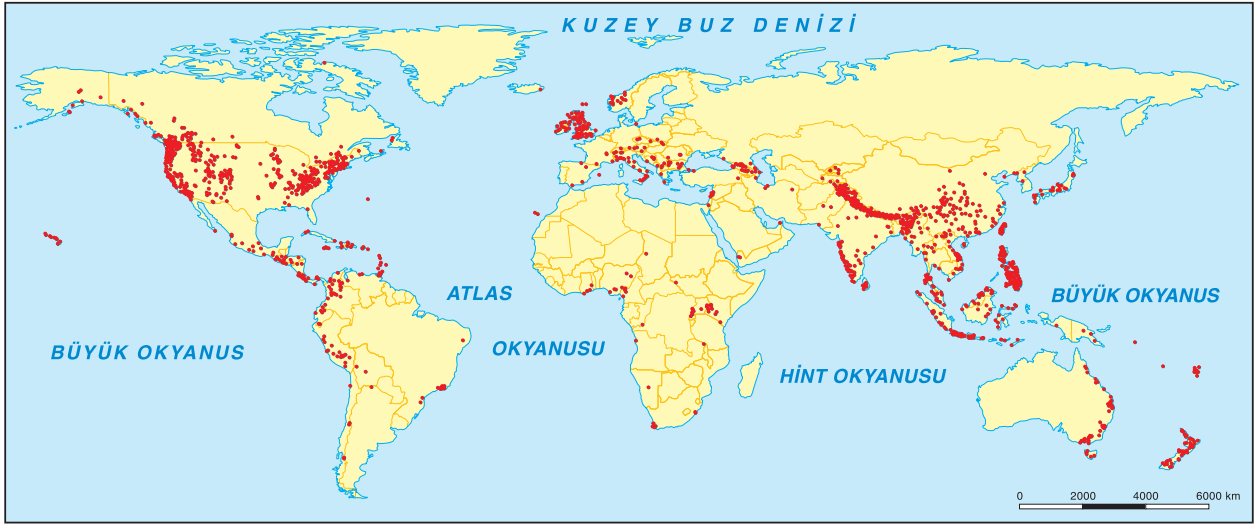 KUZEY BUZ DENİZİ
ATLAS
BÜYÜK OKYANUS
OKYANUSU
BÜYÜK OKYANUS
HİNT OKYANUSU
0 2000 4000 6000 km